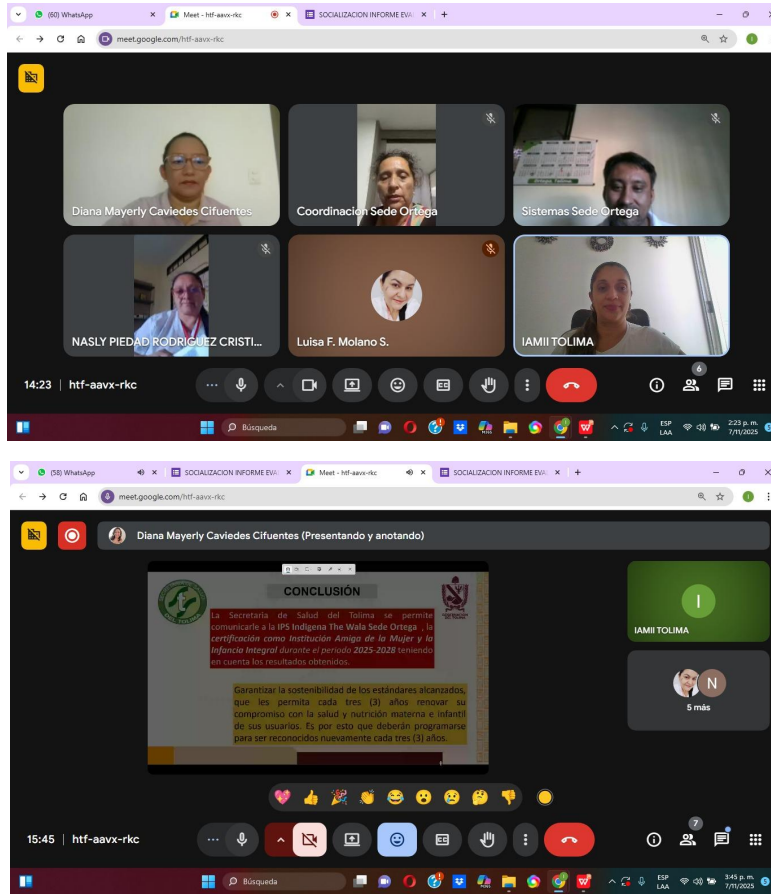 (60) WhatsApp
Meet - htf-aavx-rkc
SOCIALIZACION INFORME EVA
meet.google.com/htf-aavx-rkc
Diana Mayerly Caviedes Cifuentes
Coordinacion Sede Ortega
Sistemas Sede Ortega
NASLY PIEDAD RODRIGUEZ CRISTI...
Luisa F. Molano S.
IAMII TOLIMA
14:23 | htf-aavx-rkc
6
Búsqueda
ESP
LAA
2:23 p. m.
7/11/2025
(58) WhatsApp
SOCIALIZACION INFORME EVA
Meet - htf-aavx-rkc
SOCIALIZACION INFORME EVA
meet.google.com/htf-aavx-rkc
Diana Mayerly Caviedes Cifuentes (Presentando y anotando)
CONCLUSIÓN
La Secretaria de Salud del Tolima se permite
comunicarle a la IPS Indigena The Wala Sede Ortega , la
certificación como Institución Amiga de la Mujer y la
Infancia Integral durante el periodo 2025-2028 teniendo
en cuenta los resultados obtenidos.
Garantizar la sostenibilidad de los estándares alcanzados,
que les permita cada tres (3) años renovar su
compromiso con la salud y nutrición materna e infantil
de sus usuarios. Es por esto que deberán programarse
para ser reconocidos nuevamente cada tres (3) años.
I
IAMII TOLIMA
N
5 más
15:45 | htf-aavx-rkc
7
Búsqueda
ESP
LAA
3:45 p. m.
7/11/2025